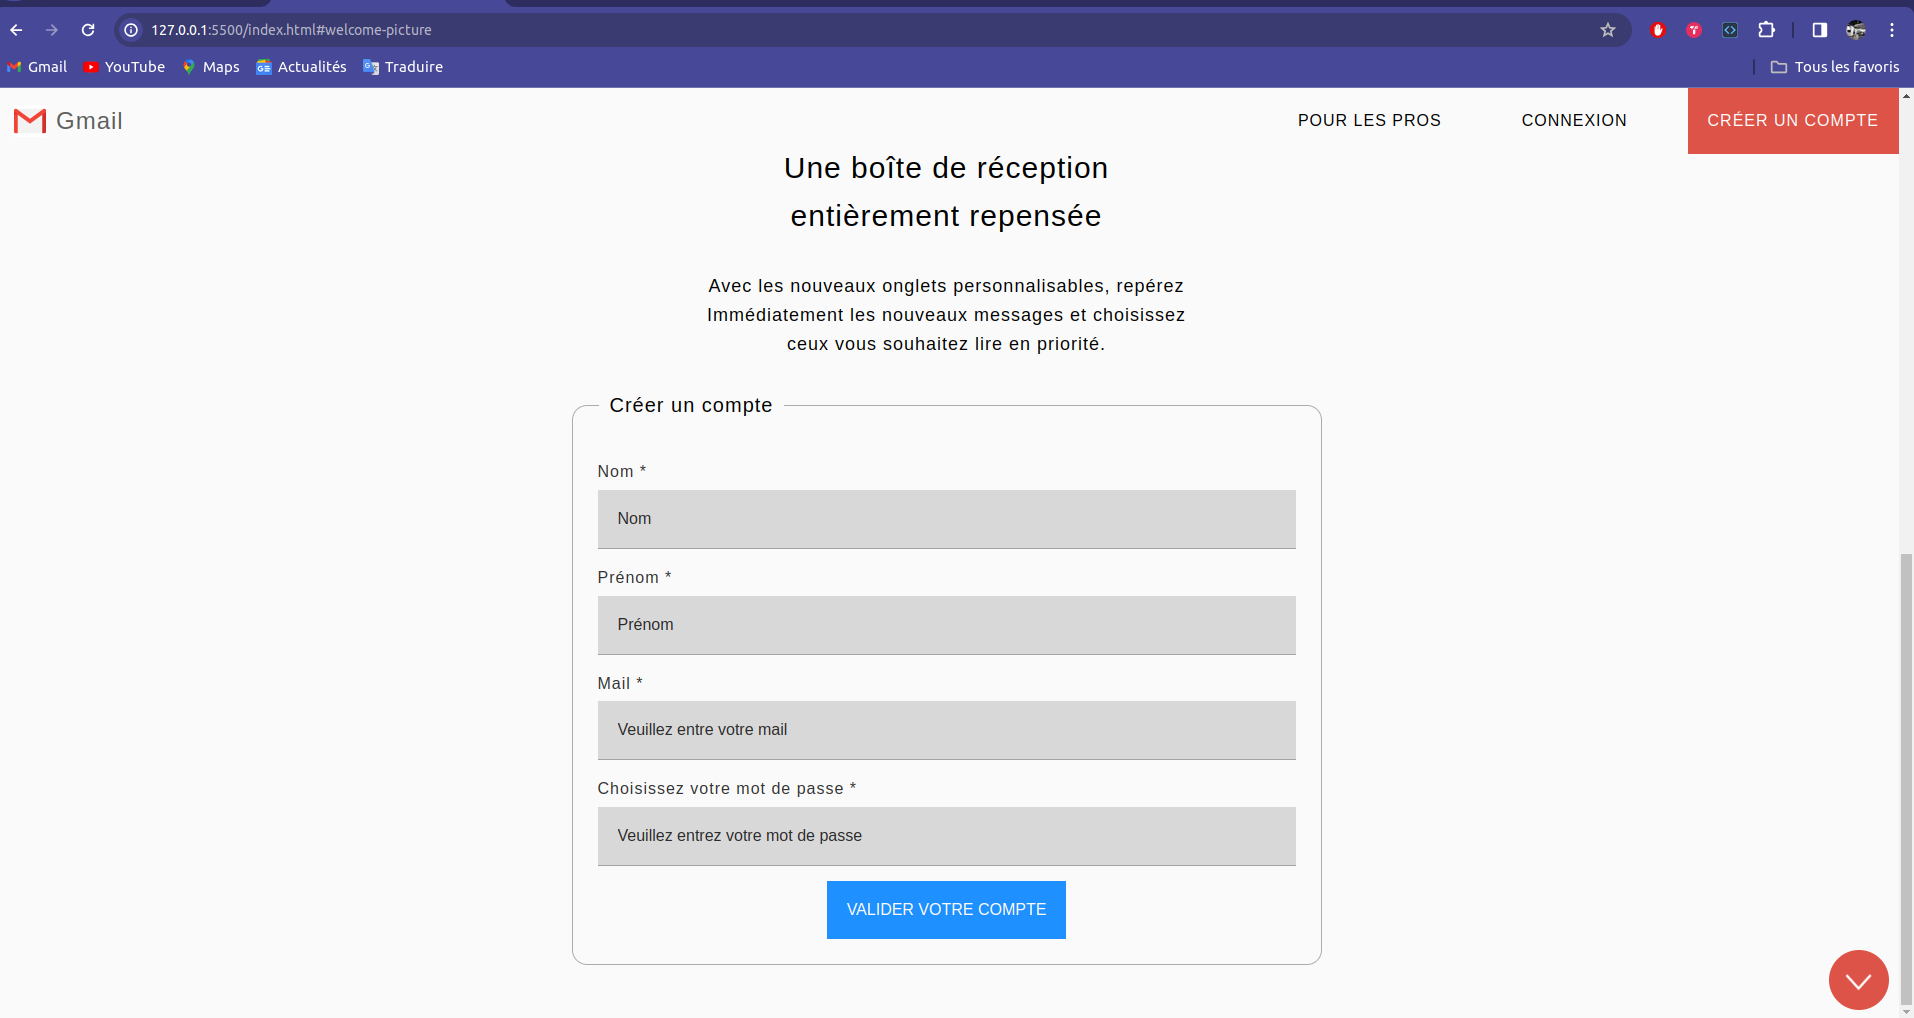 127.0.0.1:5500/index.html#welcome-picture
Gmail YouTube Maps Actualités Traduire Tous les favoris
Gmail POUR LES PROS CONNEXION CRÉER UN COMPTE
Une boîte de réception
entièrement repensée
Avec les nouveaux onglets personnalisables, repérez
Immédiatement les nouveaux messages et choisissez
ceux vous souhaitez lire en priorité.
Créer un compte
Nom *
Nom
Prénom *
Prénom
Mail *
Veuillez entre votre mail
Choisissez votre mot de passe *
Veuillez entrez votre mot de passe
VALIDER VOTRE COMPTE